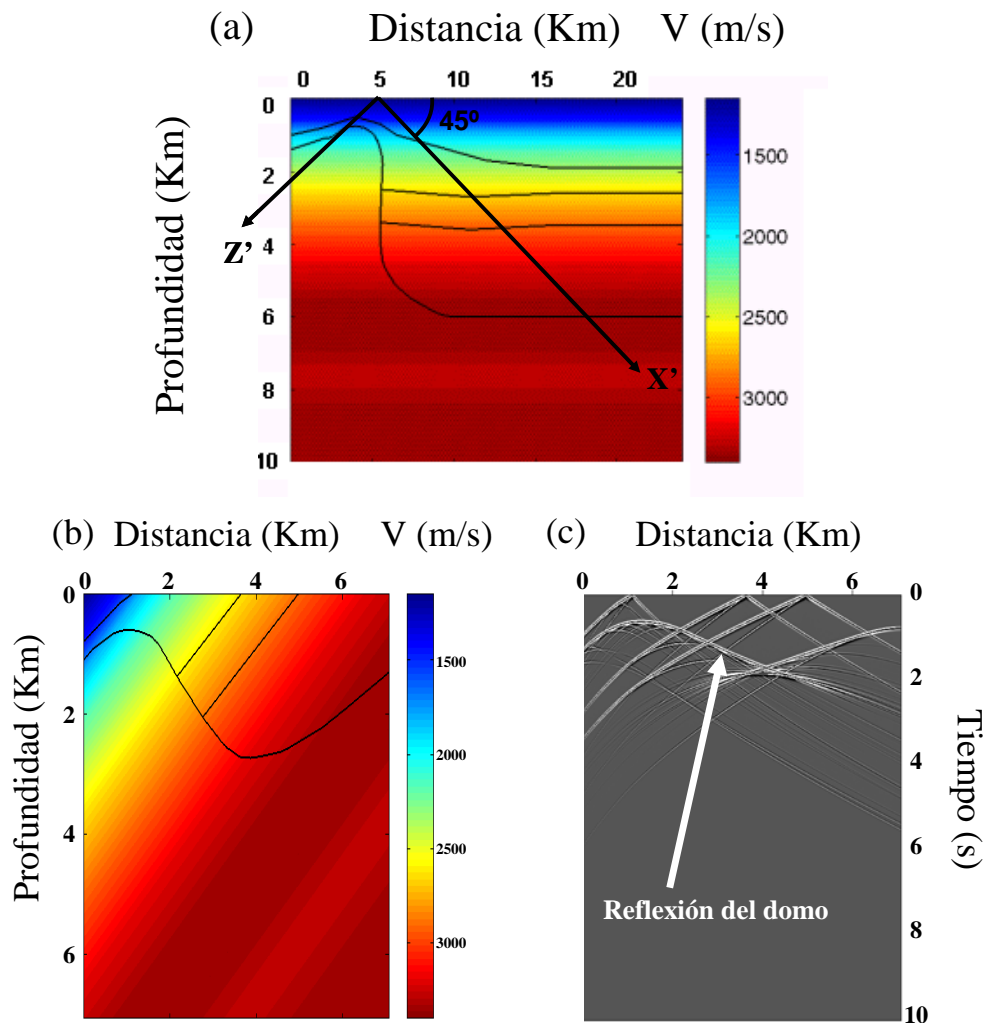 (a) Distancia (Km) V (m/s)
0 5 10 15 20
Profundidad (Km)
0
2
4
6
8
10
45º
Z’
X’
1500
2000
2500
3000
(b) Distancia (Km) V (m/s)
0 2 4 6
Profundidad (Km)
0
2
4
6
1500
2000
2500
3000
(c) Distancia (Km)
0 2 4 6
0
2
4
6
8
10
Tiempo (s)
Reflexión del domo